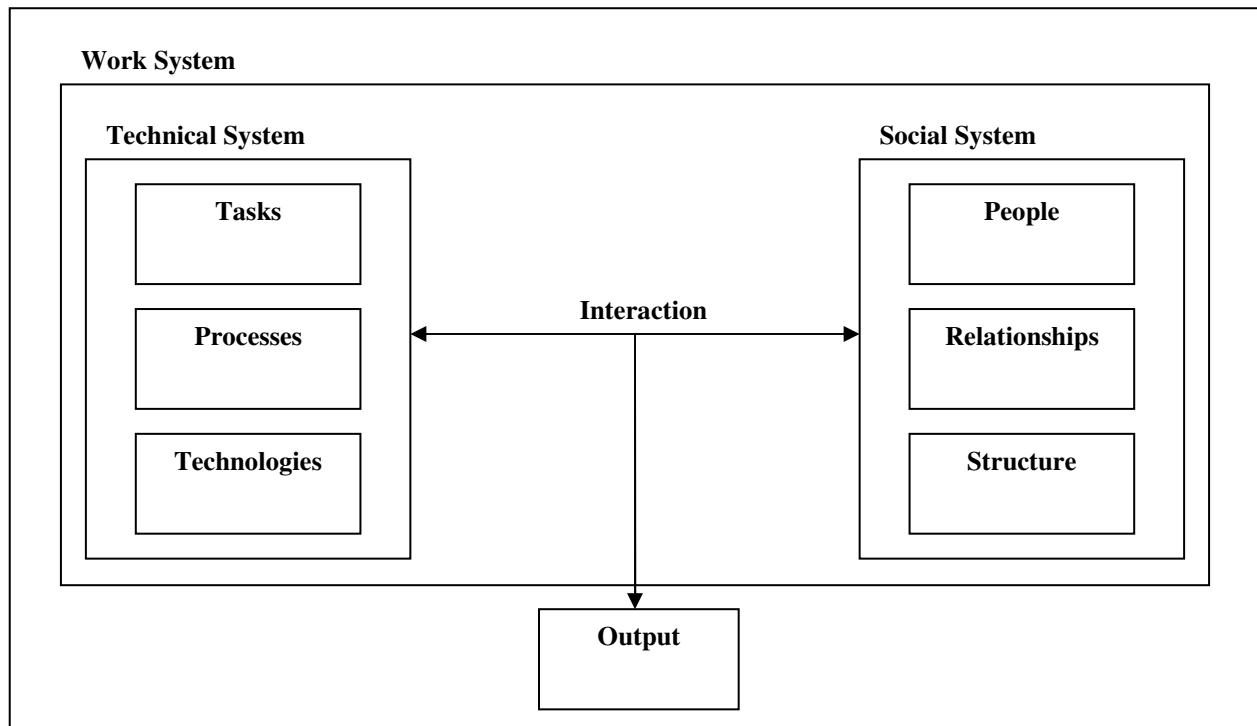 Work System
Technical System
Tasks
Processes
Technologies
Interaction
Social System
People
Relationships
Structure
Output